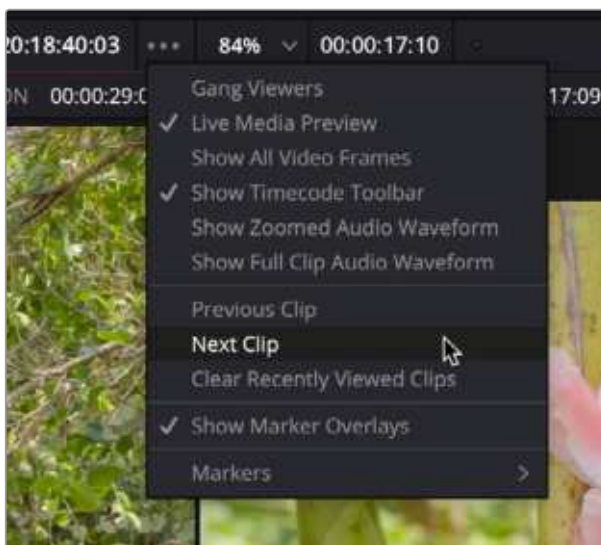 20:18:40:03 ••• 84% 00:00:17:10
ON 00:00:29:0 17:09
Gang Viewers
✓ Live Media Preview
Show All Video Frames
✓ Show Timecode Toolbar
Show Zoomed Audio Waveform
Show Full Clip Audio Waveform
Previous Clip
Next Clip
Clear Recently Viewed Clips
✓ Show Marker Overlays
Markers >